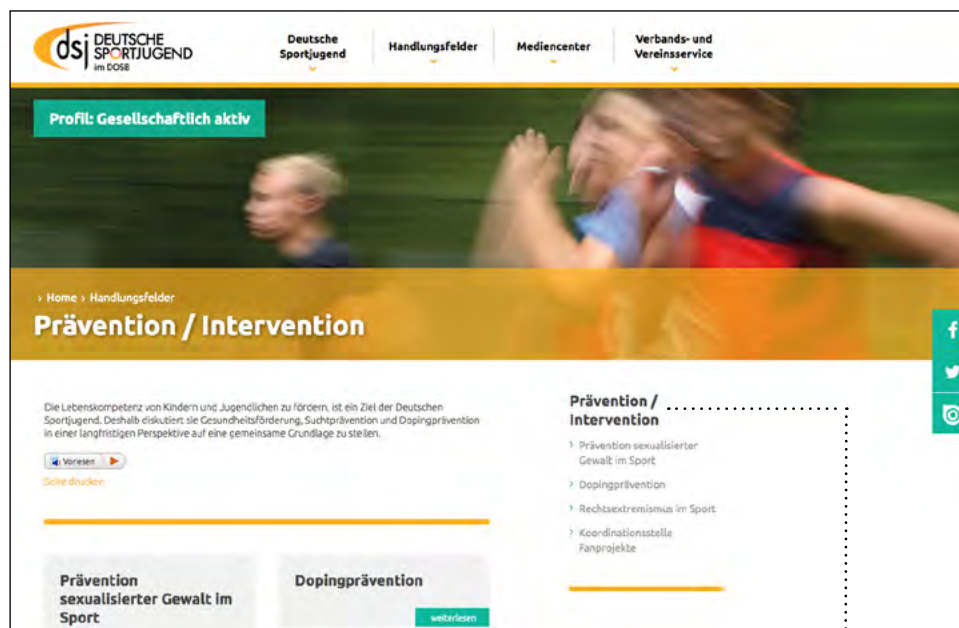 dsj DEUTSCHE
SPORTJUGEND
im DOSB
Deutsche
Sportjugend
Handlungsfelder
Mediencenter
Verbands- und
Vereinsservice
Profil: Gesellschaftlich aktiv
› Home › Handlungsfelder
Prävention / Intervention
Die Lebenskompetenz von Kindern und Jugendlichen zu fördern, ist ein Ziel der Deutschen
Sportjugend. Deshalb diskutiert sie Gesundheitsförderung, Suchtprävention und Dopingprävention
in einer langfristigen Perspektive auf eine gemeinsame Grundlage zu stellen.
Vorlesen
Seite drucken
Prävention /
Intervention
› Prävention sexualisierter
Gewalt im Sport
› Dopingprävention
› Rechtsextremismus im Sport
› Koordinationsstelle
Fanprojekte
Prävention
sexualisierter Gewalt im
Sport
Dopingprävention
weiterlesen